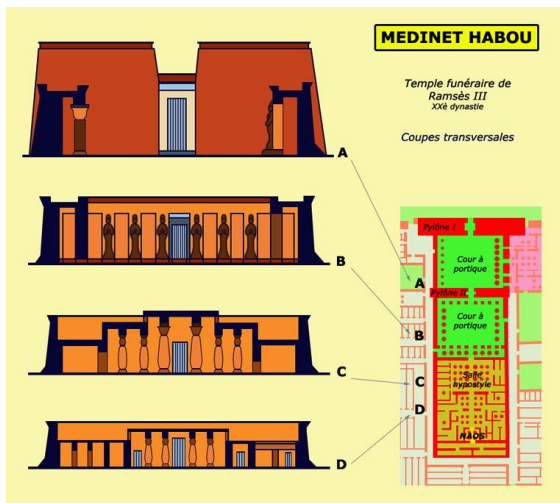 MEDINET HABOU
Temple funéraire de
Ramsès III
XXè dynastie
Coupes transversales
A
B
C
D
Pylône I
Cour à
portique
A
Pylône II
Cour à
portique
B
C
Salle
hypostyle
D
NAOS